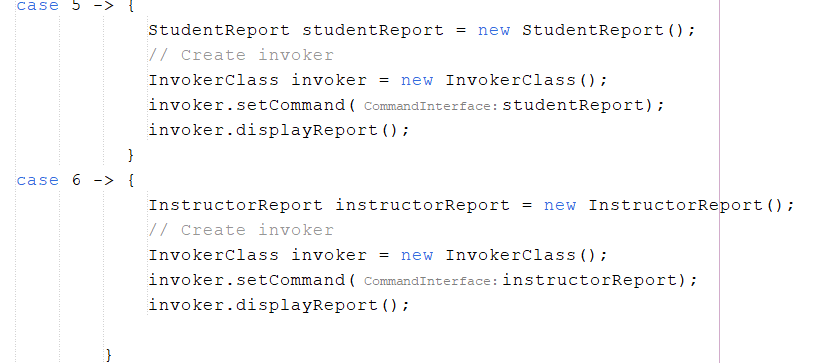 case 5 -> {
StudentReport studentReport = new StudentReport();
// Create invoker
InvokerClass invoker = new InvokerClass();
invoker.setCommand( CommandInterface: studentReport);
invoker.displayReport();
}
case 6 -> {
InstructorReport instructorReport = new InstructorReport();
// Create invoker
InvokerClass invoker = new InvokerClass();
invoker.setCommand( CommandInterface: instructorReport);
invoker.displayReport();
}